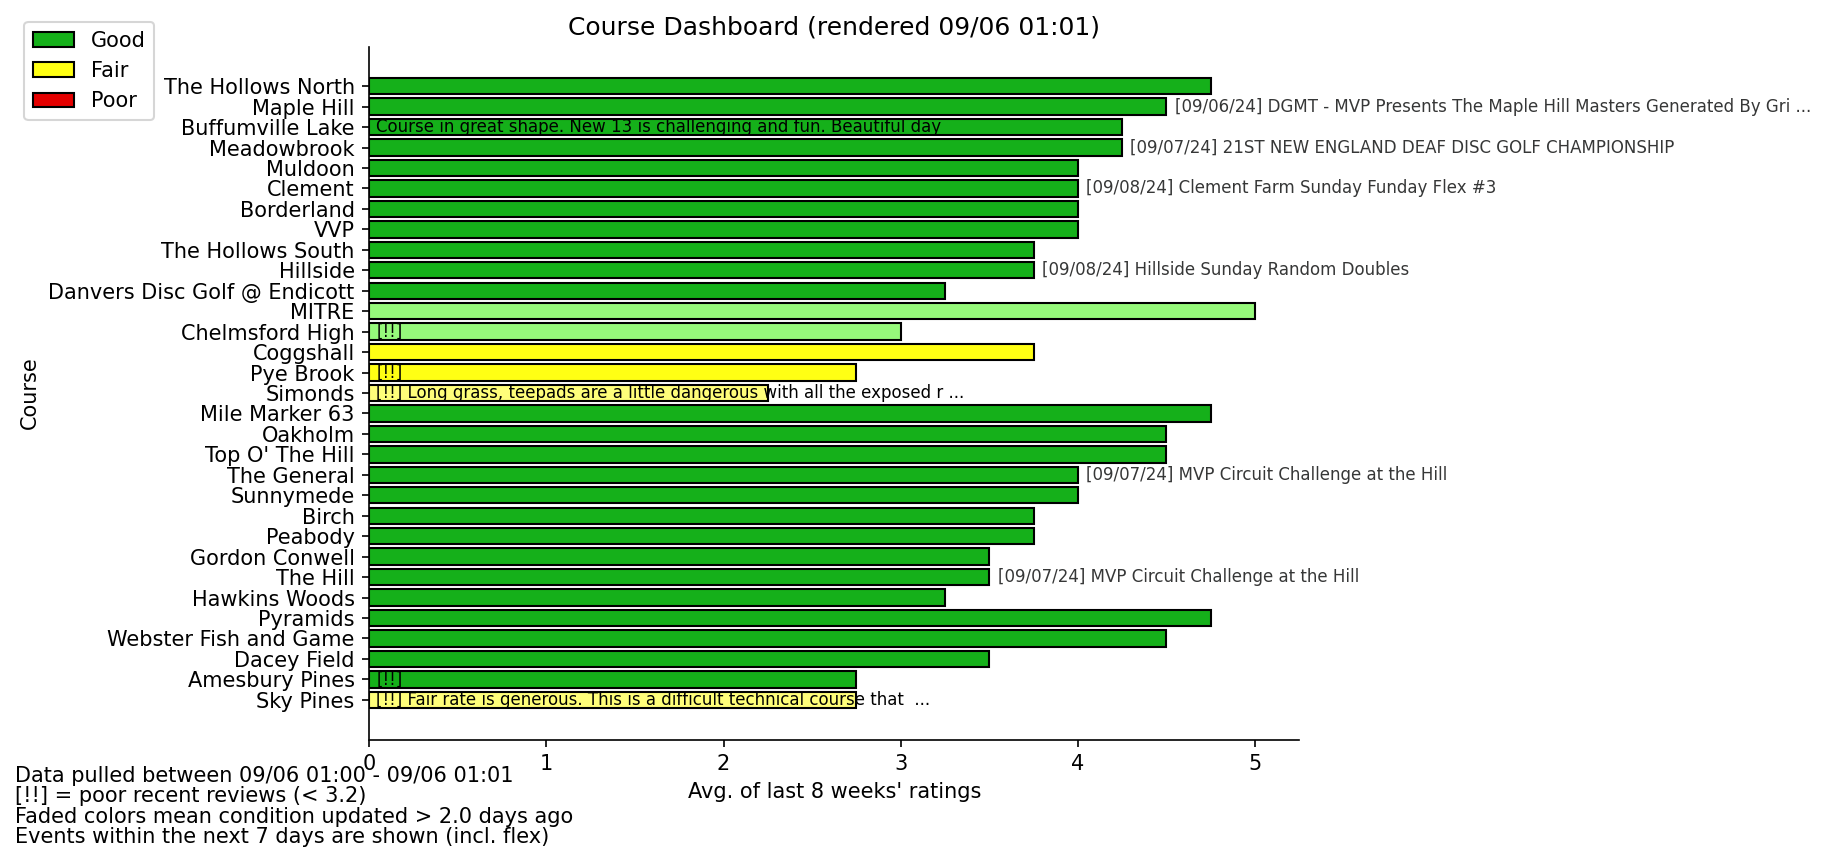 Course Dashboard (rendered 09/06 01:01)
Good
Fair
Poor
The Hollows North
Maple Hill [09/06/24] DGMT - MVP Presents The Maple Hill Masters Generated By Gri ...
Buffumville Lake Course in great shape. New 13 is challenging and fun. Beautiful day
Meadowbrook [09/07/24] 21ST NEW ENGLAND DEAF DISC GOLF CHAMPIONSHIP
Muldoon
Clement [09/08/24] Clement Farm Sunday Funday Flex #3
Borderland
VVP
The Hollows South
Hillside [09/08/24] Hillside Sunday Random Doubles
Danvers Disc Golf @ Endicott
MITRE
Chelmsford High [!!]
Coggshall
Pye Brook [!!]
Simonds [!!] Long grass, teepads are a little dangerous with all the exposed r ...
Mile Marker 63
Oakholm
Top O' The Hill
The General [09/07/24] MVP Circuit Challenge at the Hill
Sunnymede
Birch
Peabody
Gordon Conwell
The Hill [09/07/24] MVP Circuit Challenge at the Hill
Hawkins Woods
Pyramids
Webster Fish and Game
Dacey Field
Amesbury Pines [!!]
Sky Pines [!!] Fair rate is generous. This is a difficult technical course that ...
Course
0 1 2 3 4 5
Avg. of last 8 weeks' ratings
Data pulled between 09/06 01:00 - 09/06 01:01
[!!] = poor recent reviews (< 3.2)
Faded colors mean condition updated > 2.0 days ago
Events within the next 7 days are shown (incl. flex)